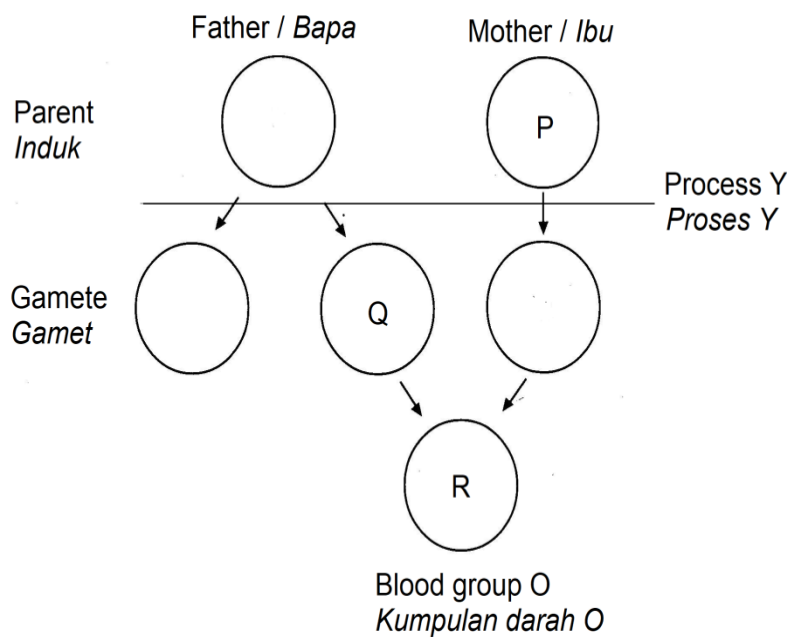 Father / Bapa
Mother / Ibu
Parent
Induk
P
Process Y
Proses Y
Gamete
Gamet
Q
R
Blood group O
Kumpulan darah O